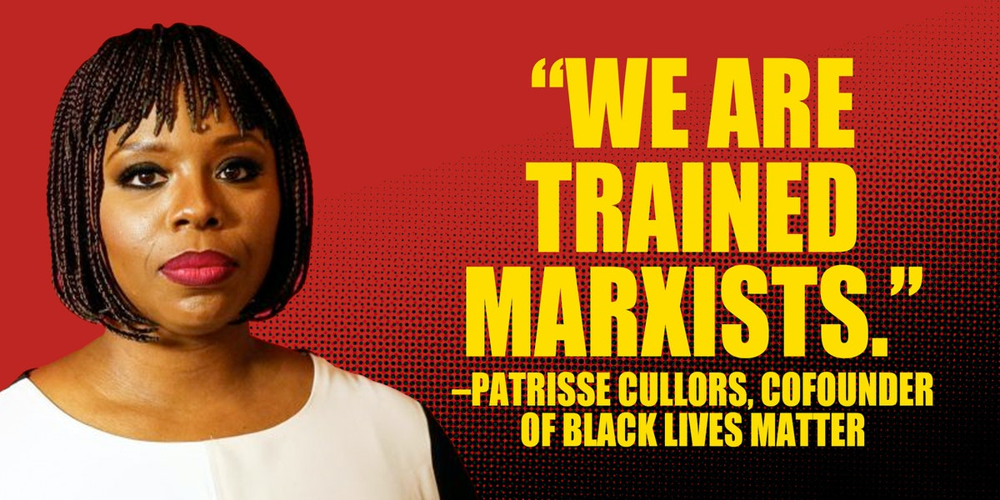 “WE ARE
TRAINED
MARXISTS.”
–PATRISSE CULLORS, COFOUNDER
OF BLACK LIVES MATTER